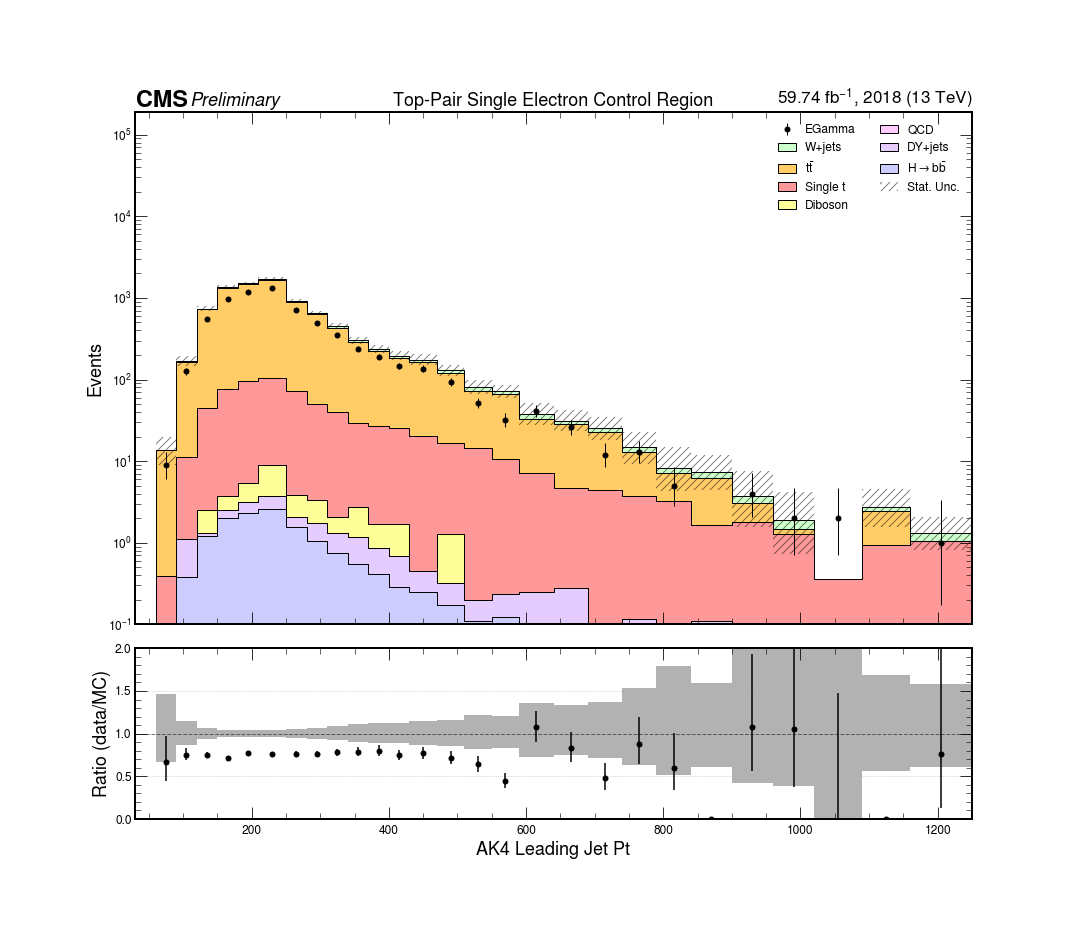 CMS Preliminary Top-Pair Single Electron Control Region 59.74 fb⁻¹, 2018 (13 TeV)
EGamma QCD
W+jets DY+jets
tt̄ H→bb̄
Single t Stat. Unc.
Diboson
10⁵
10⁴
10³
10²
10¹
10⁰
10⁻¹
Events
2.0
1.5
1.0
0.5
0.0
Ratio (data/MC)
200 400 600 800 1000 1200
AK4 Leading Jet Pt